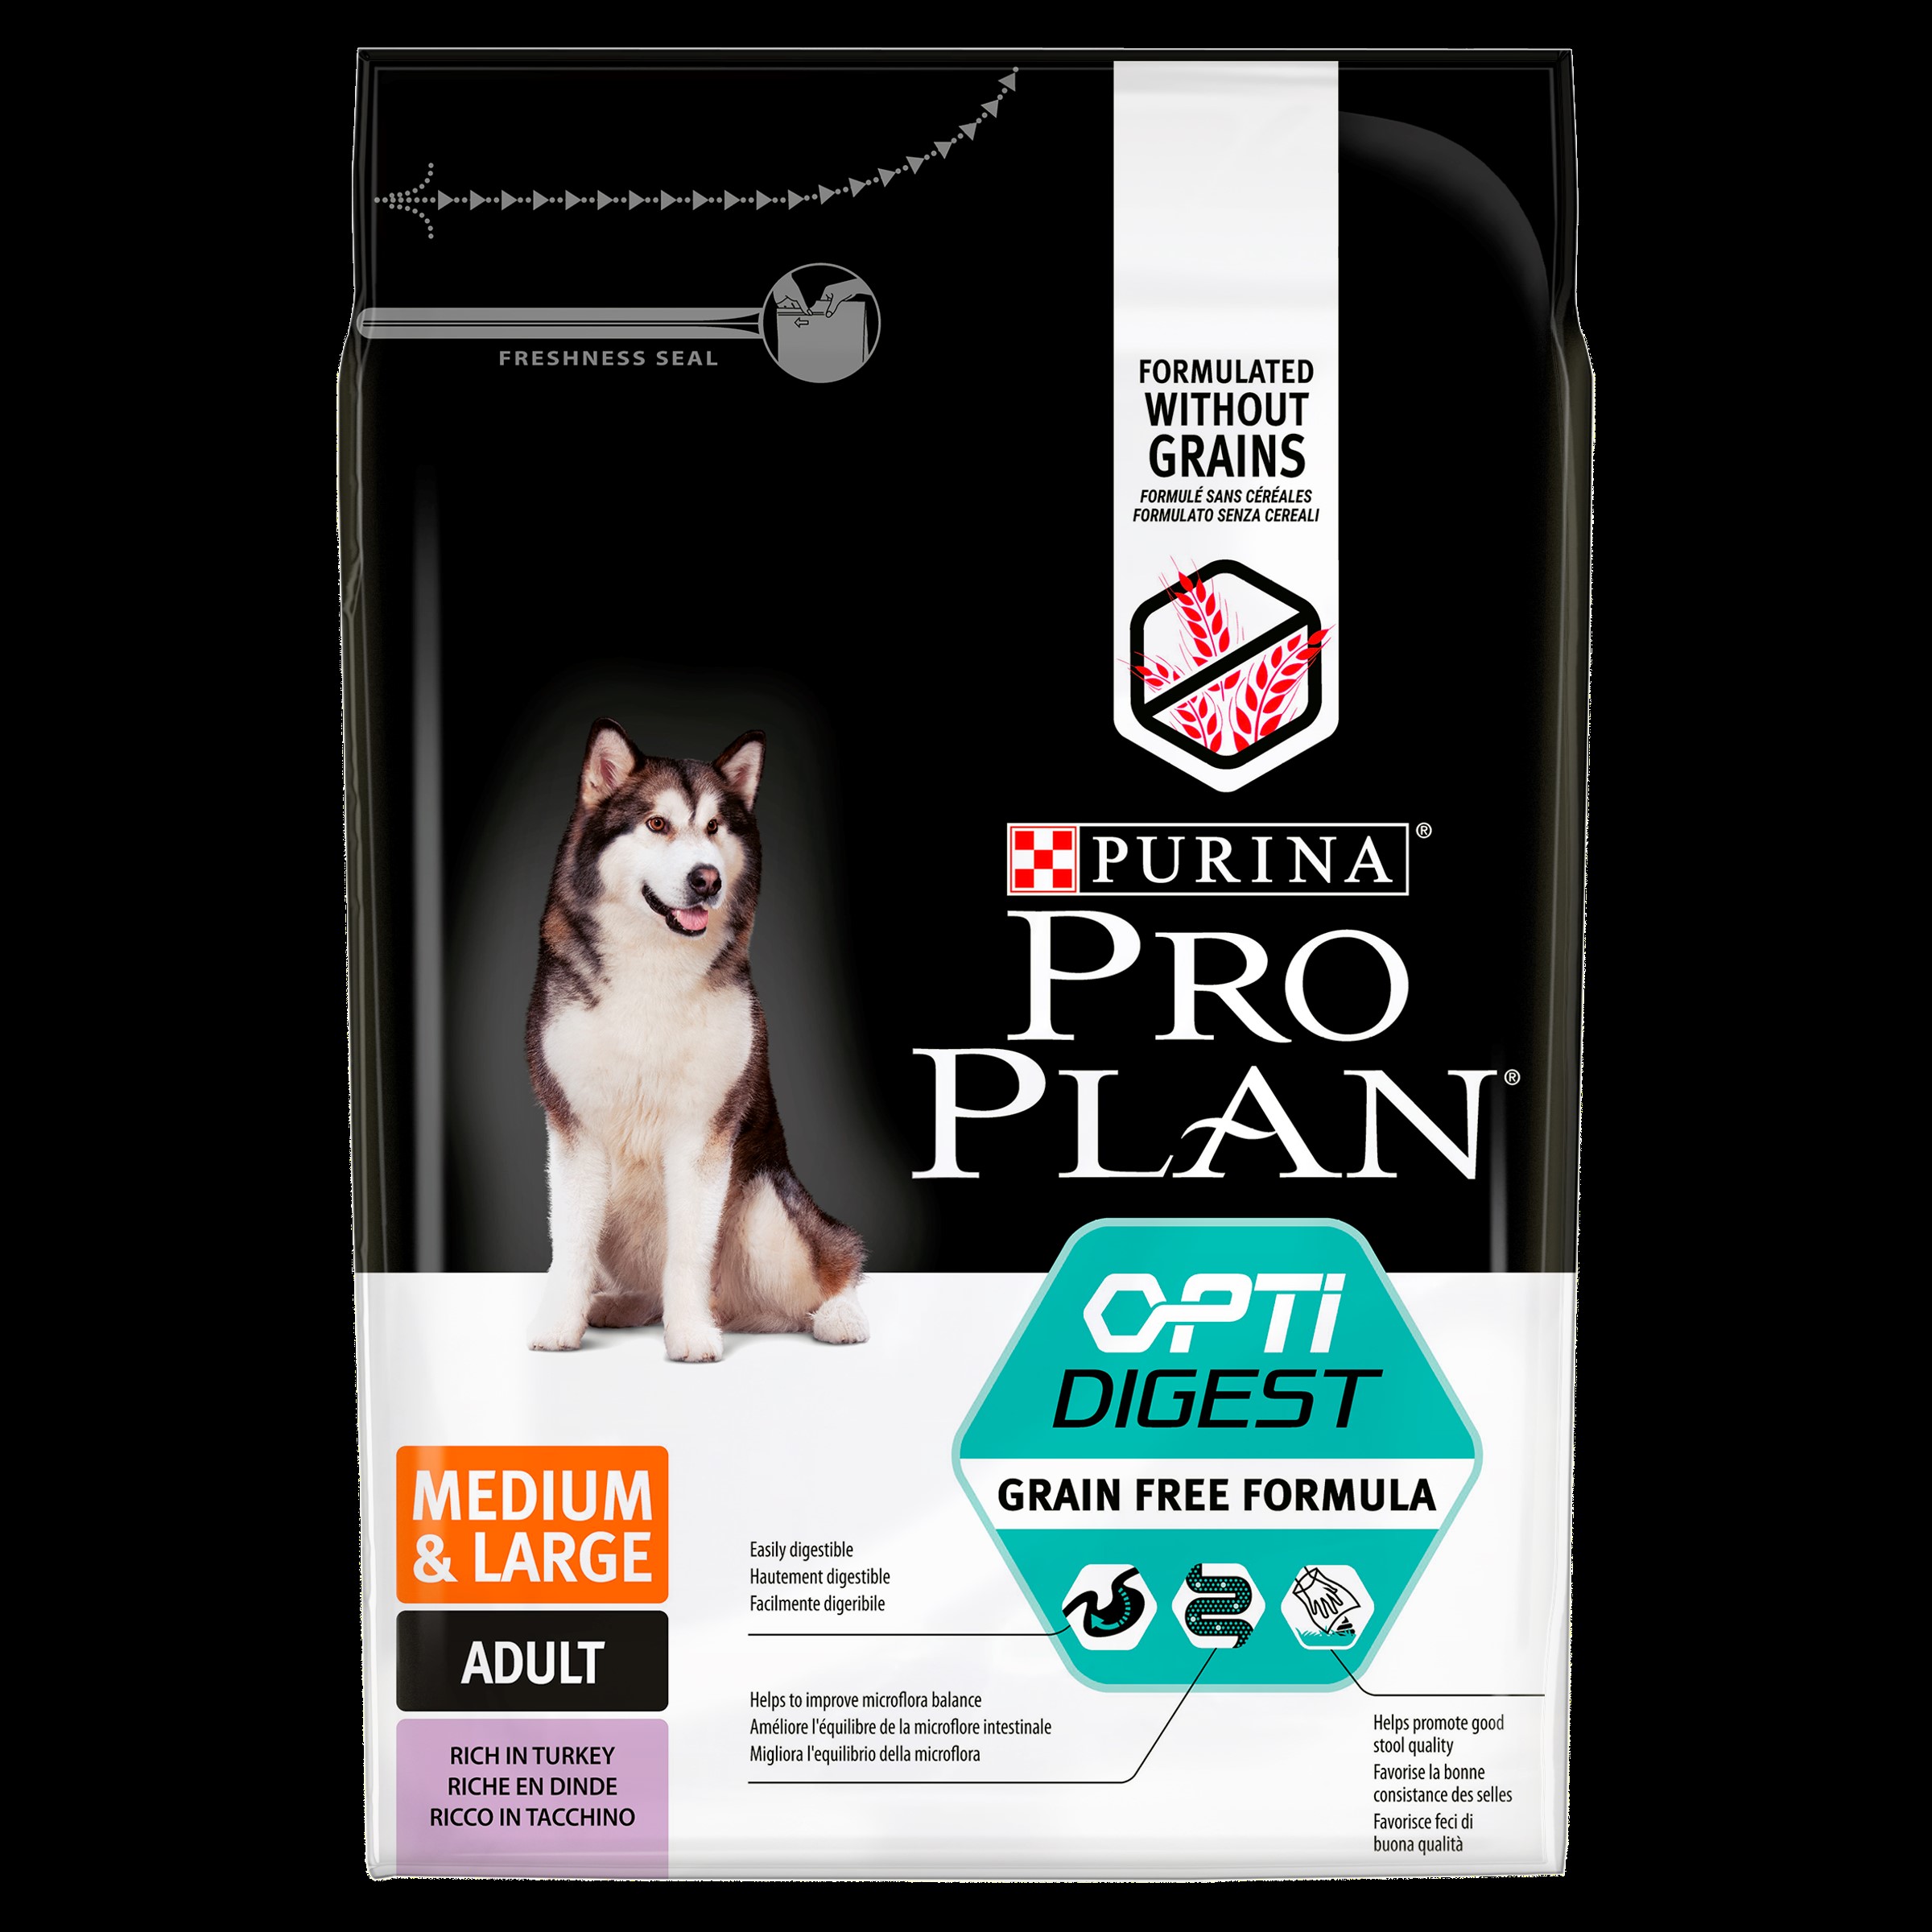 FRESHNESS SEAL
FORMULATED
WITHOUT
GRAINS
FORMULÉ SANS CÉRÉALES
FORMULATO SENZA CEREALI
PURINA®
PRO
PLAN®
OPTi
DIGEST
GRAIN FREE FORMULA
MEDIUM
& LARGE
ADULT
RICH IN TURKEY
RICHE EN DINDE
RICCO IN TACCHINO
Easily digestible
Hautement digestible
Facilmente digeribile
Helps to improve microflora balance
Améliore l'équilibre de la microflore intestinale
Migliora l'equilibrio della microflora
Helps promote good
stool quality
Favorise la bonne
consistance des selles
Favorisce feci di
buona qualità